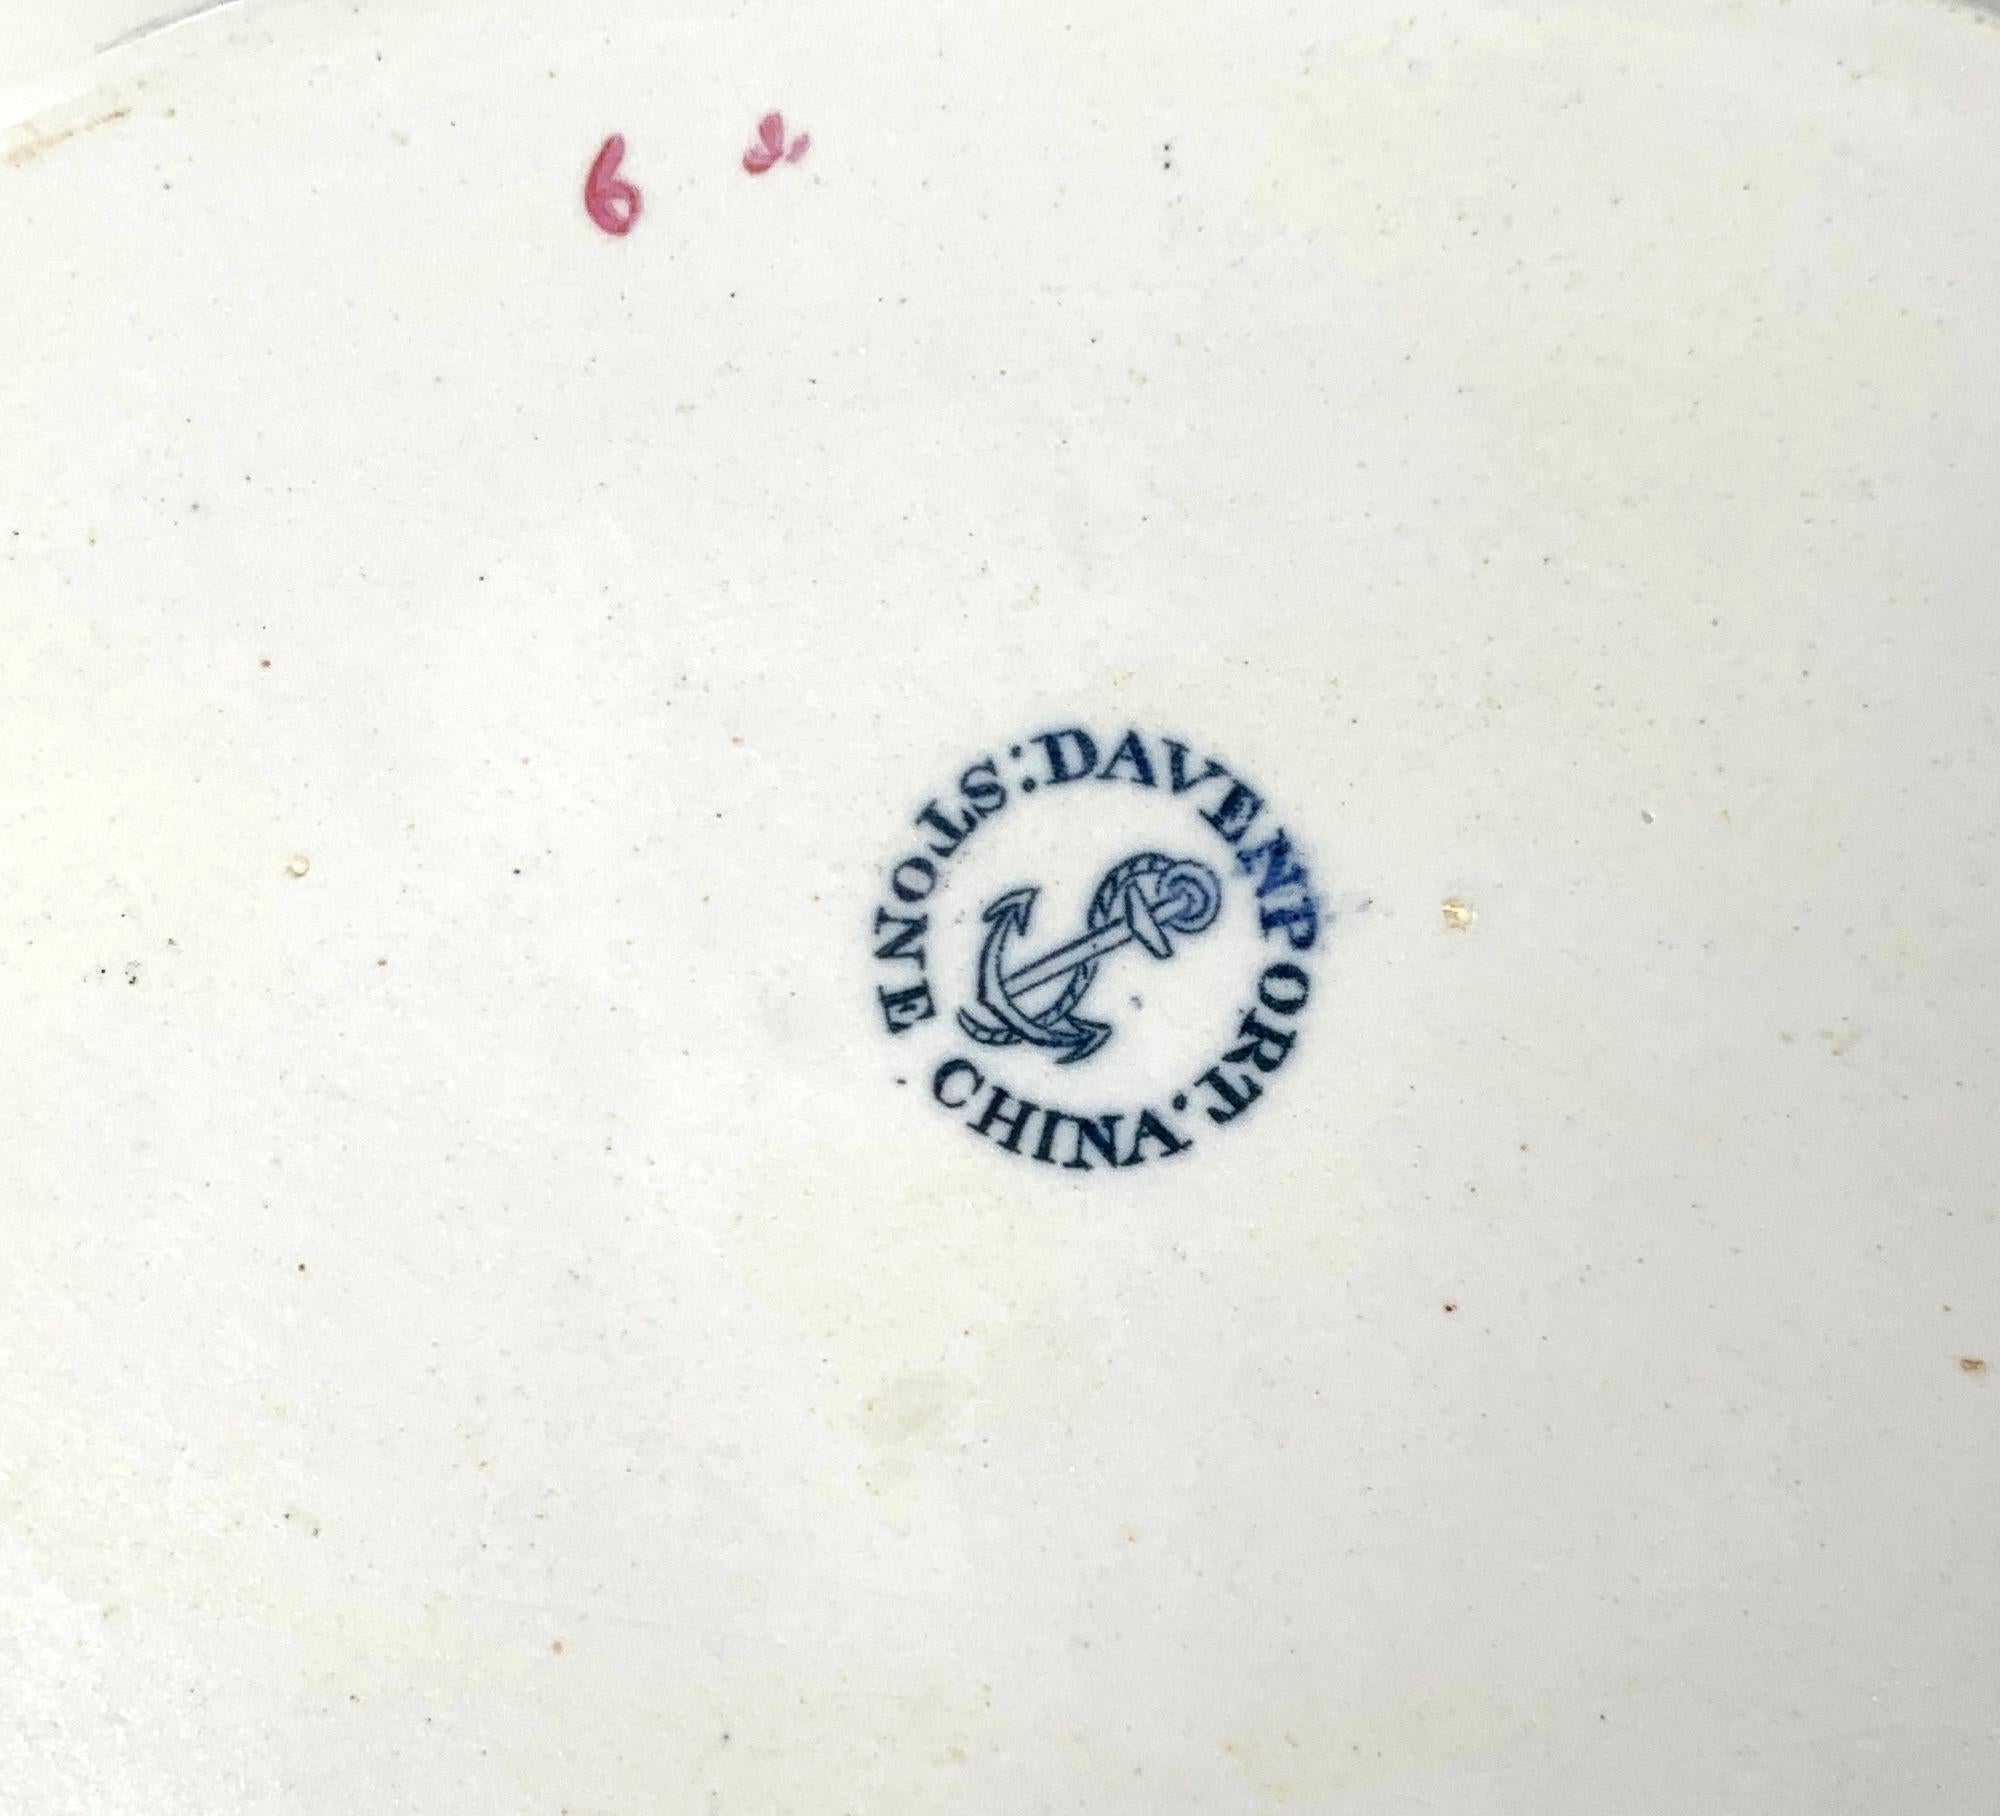 6
DAVENPORT.
STONE CHINA.